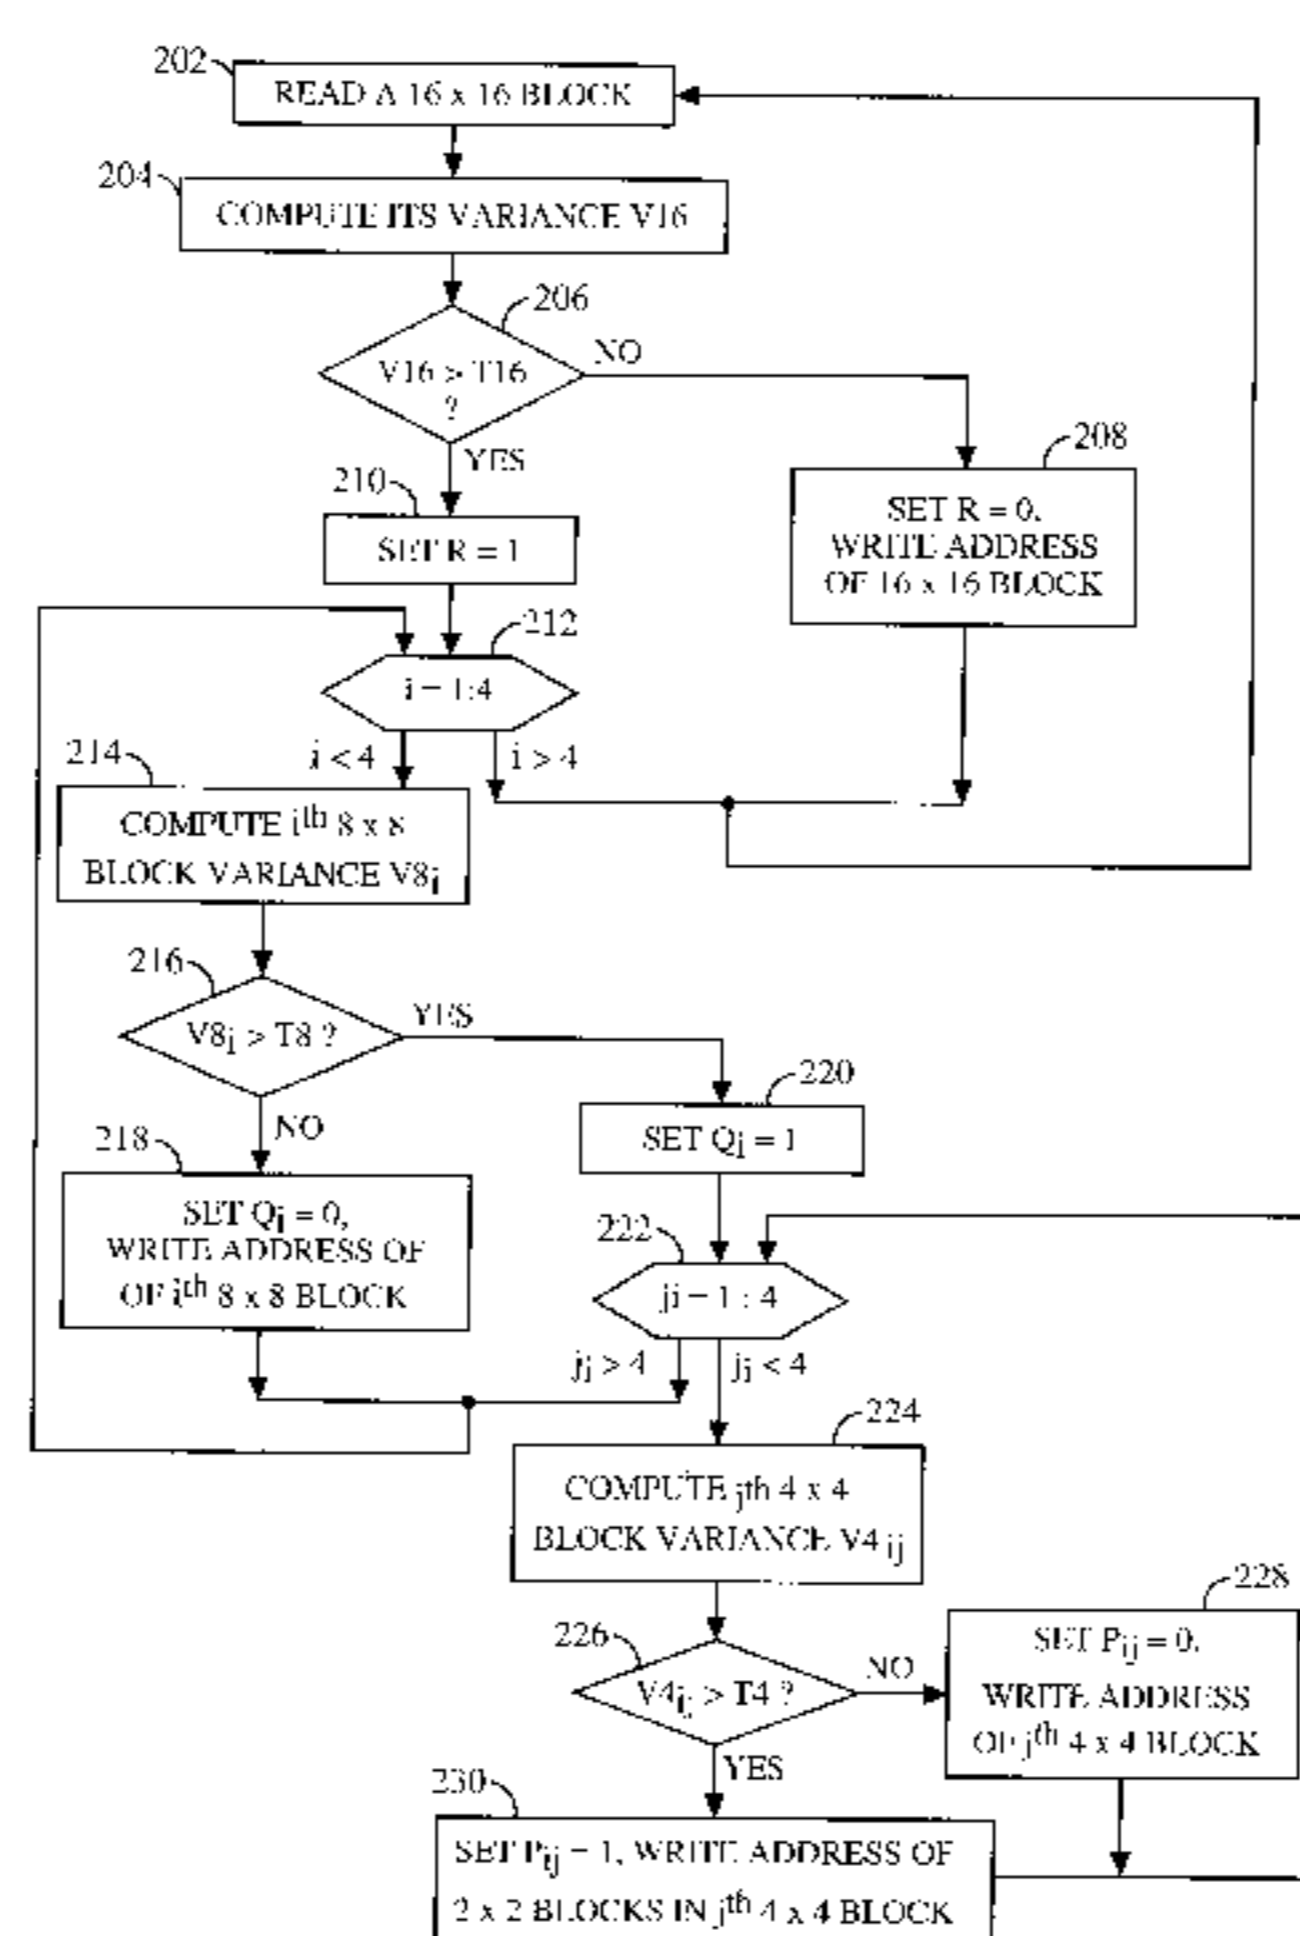 202
READ A 16 x 16 BLOCK
204
COMPUTE ITS VARIANCE V16
206
V16 > T16
?
NO
YES
208
SET R = 0,
WRITE ADDRESS
OF 16 x 16 BLOCK
210
SET R = 1
212
i = 1:4
i < 4
i > 4
214
COMPUTE ith 8 x 8
BLOCK VARIANCE V8i
216
V8i > T8 ?
YES
NO
218
SET Qi = 0,
WRITE ADDRESS OF
OF ith 8 x 8 BLOCK
220
SET Qi = 1
222
ji = 1 : 4
ji > 4
ji < 4
224
COMPUTE jth 4 x 4
BLOCK VARIANCE V4 ij
226
V4ij > T4 ?
NO
YES
228
SET Pij = 0,
WRITE ADDRESS
OF jth 4 x 4 BLOCK
230
SET Pij = 1, WRITE ADDRESS OF
2 x 2 BLOCKS IN jth 4 x 4 BLOCK